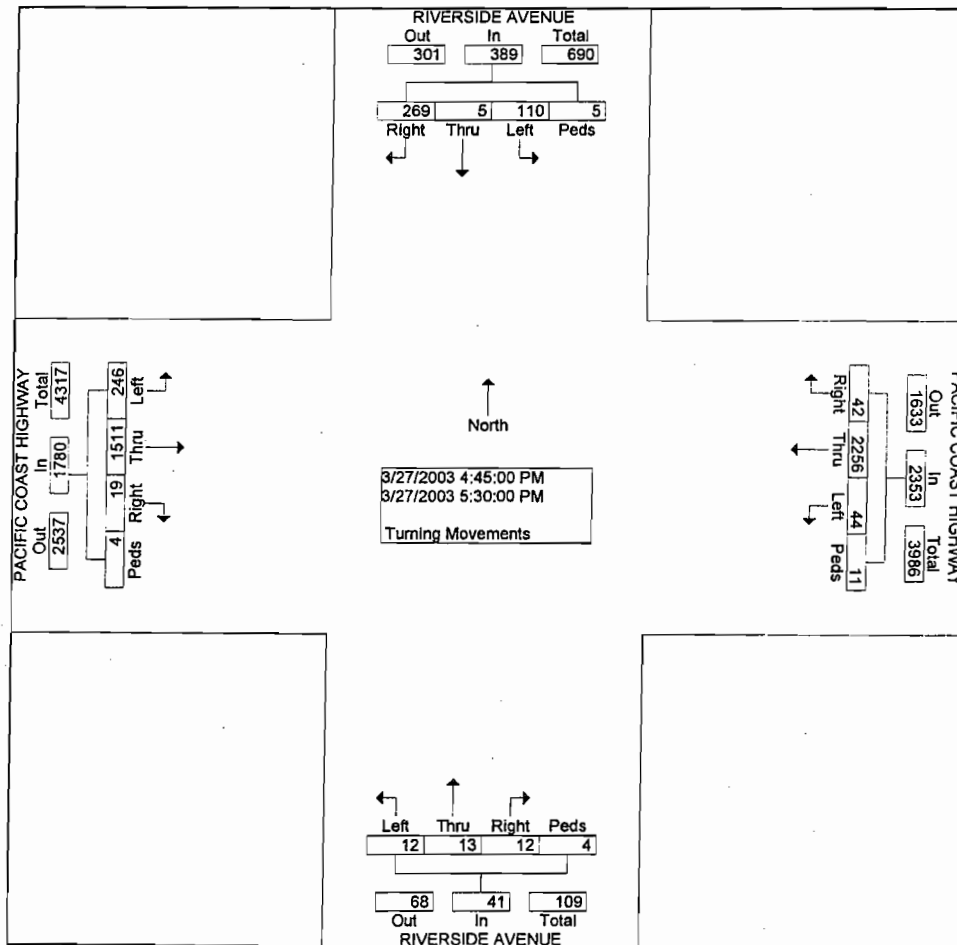 RIVERSIDE AVENUE
Out In Total
301 389 690
269 5 110 5
Right Thru Left Peds
PACIFIC COAST HIGHWAY
Total In Out
4317 1780 2537
246 1511 19 4
Left Thru Right Peds
North
3/27/2003 4:45:00 PM
3/27/2003 5:30:00 PM
Turning Movements
Right Thru Left Peds
42 2256 44 11
1633 2353 3986
Out In Total
PACIFIC COAST HIGHWAY
Left Thru Right Peds
12 13 12 4
68 41 109
Out In Total
RIVERSIDE AVENUE